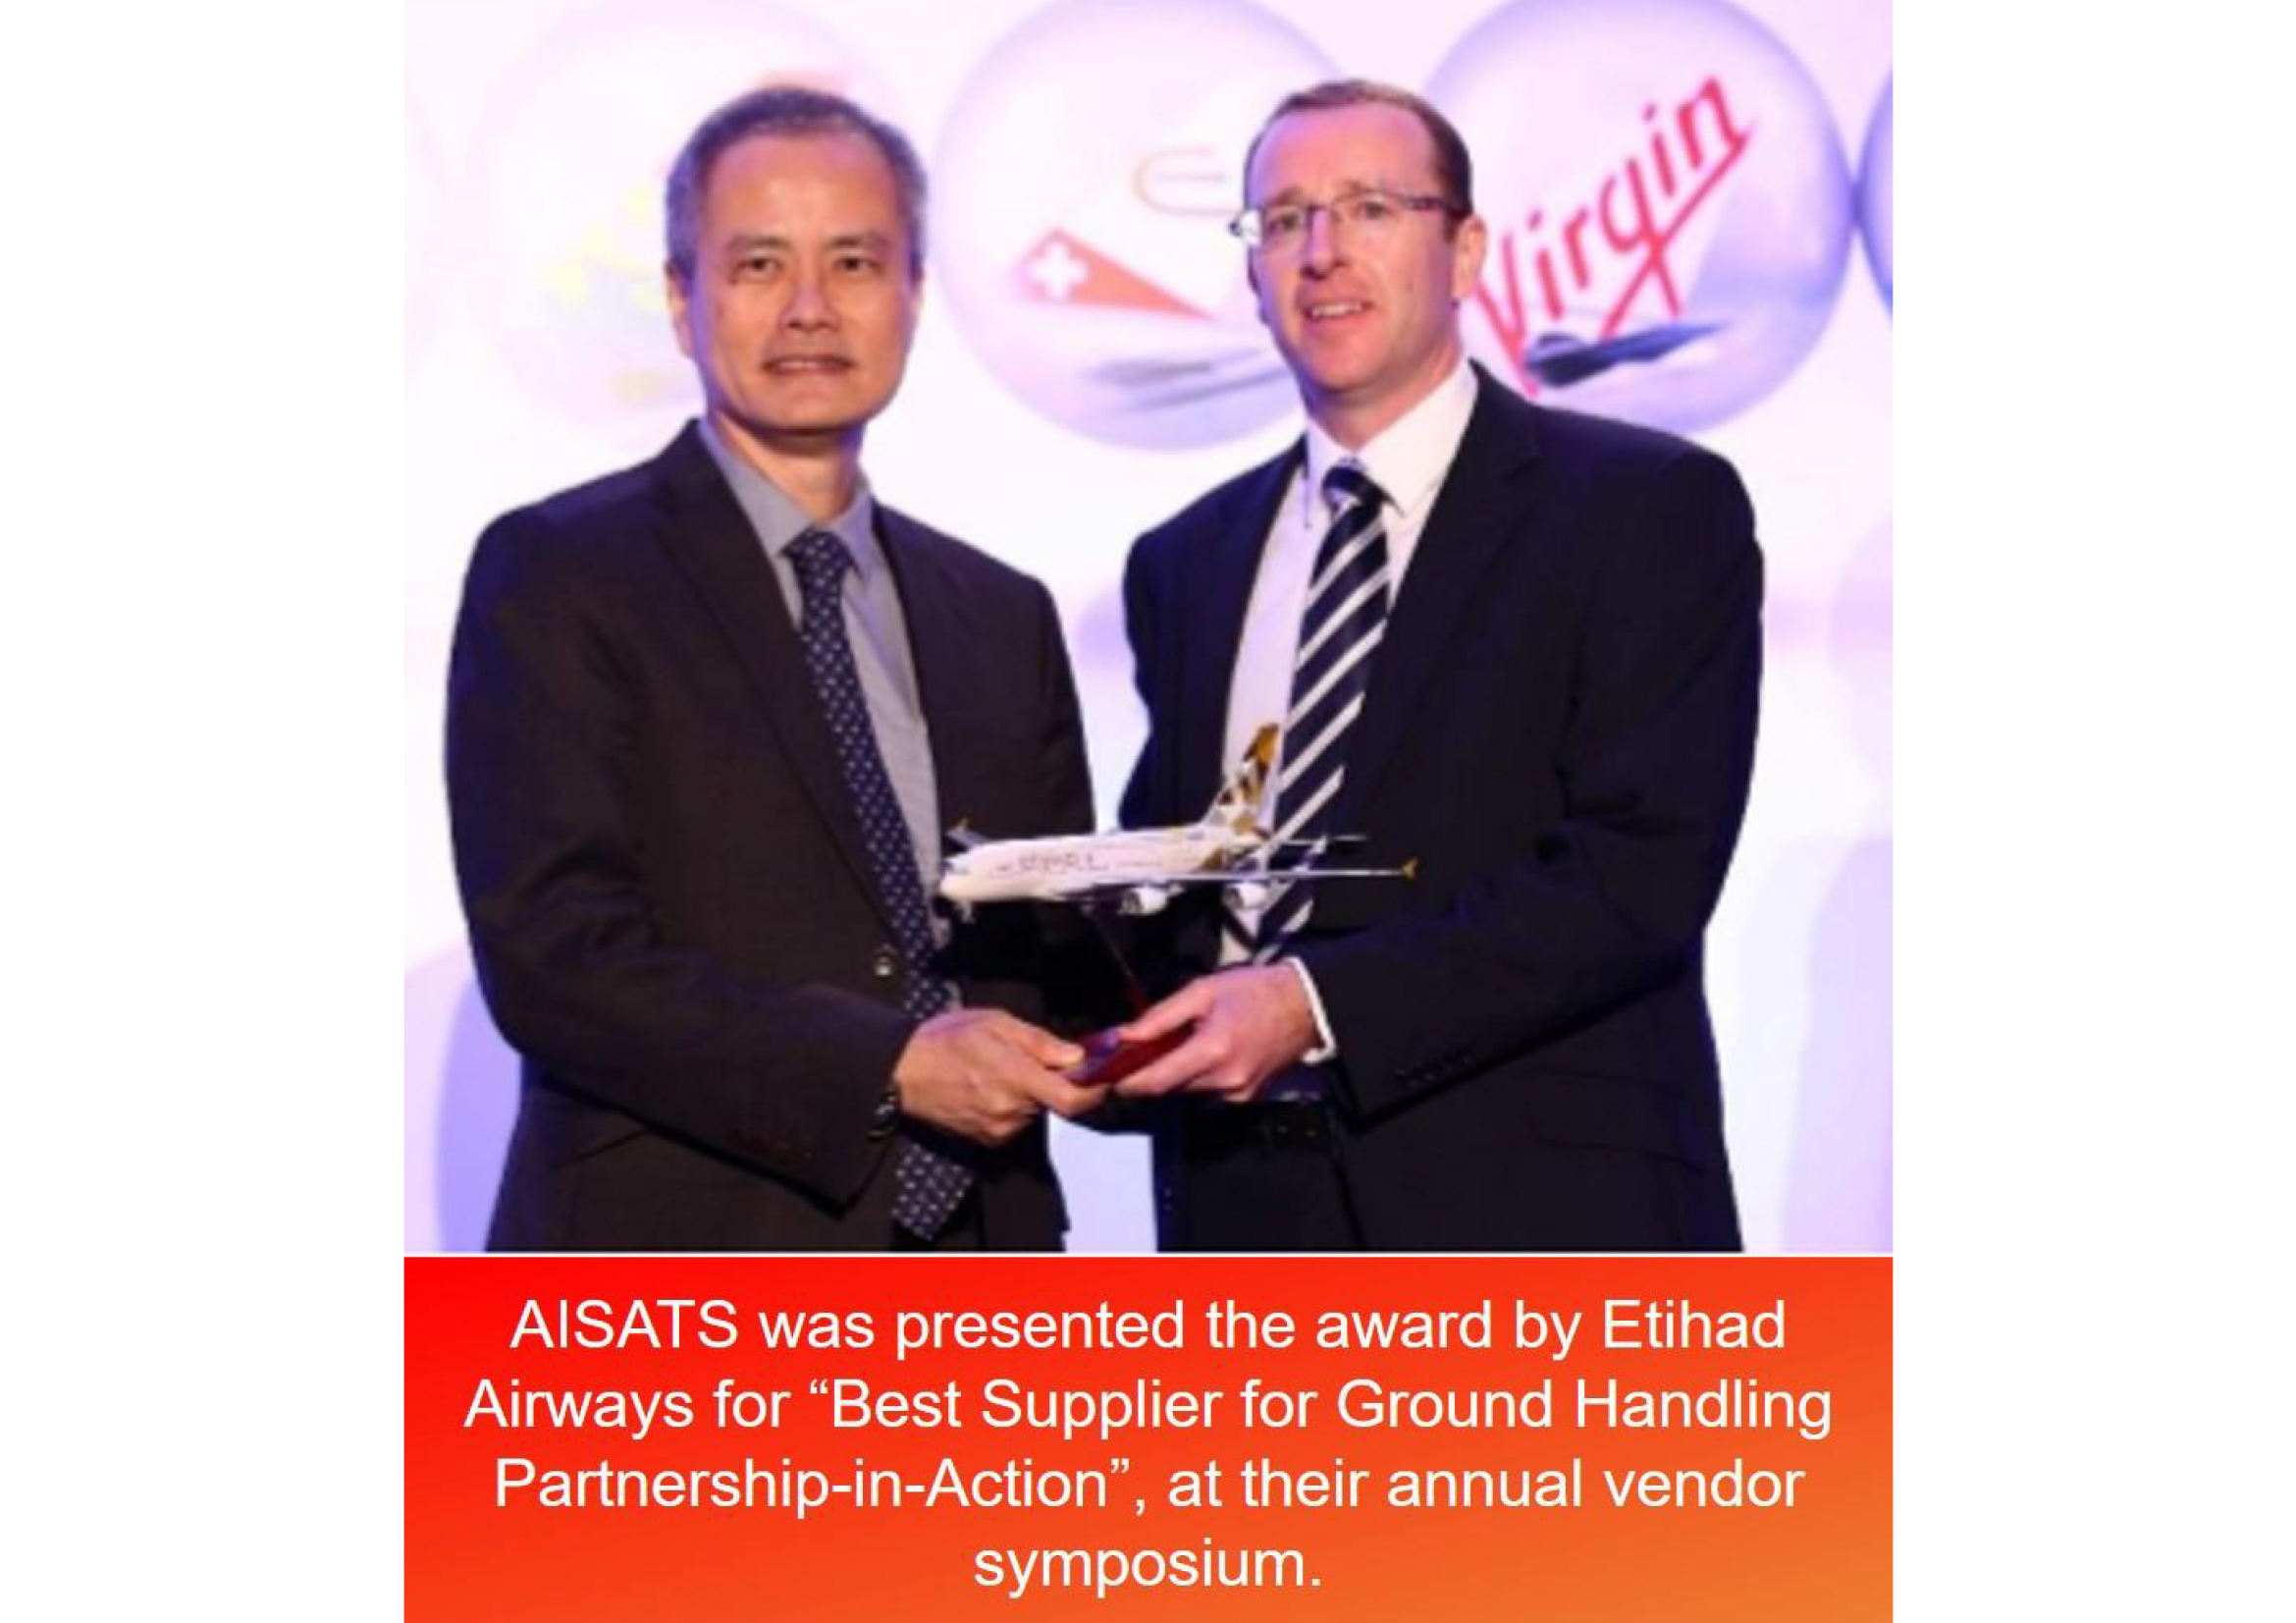 Virgin
AISATS was presented the award by Etihad
Airways for “Best Supplier for Ground Handling
Partnership-in-Action”, at their annual vendor
symposium.